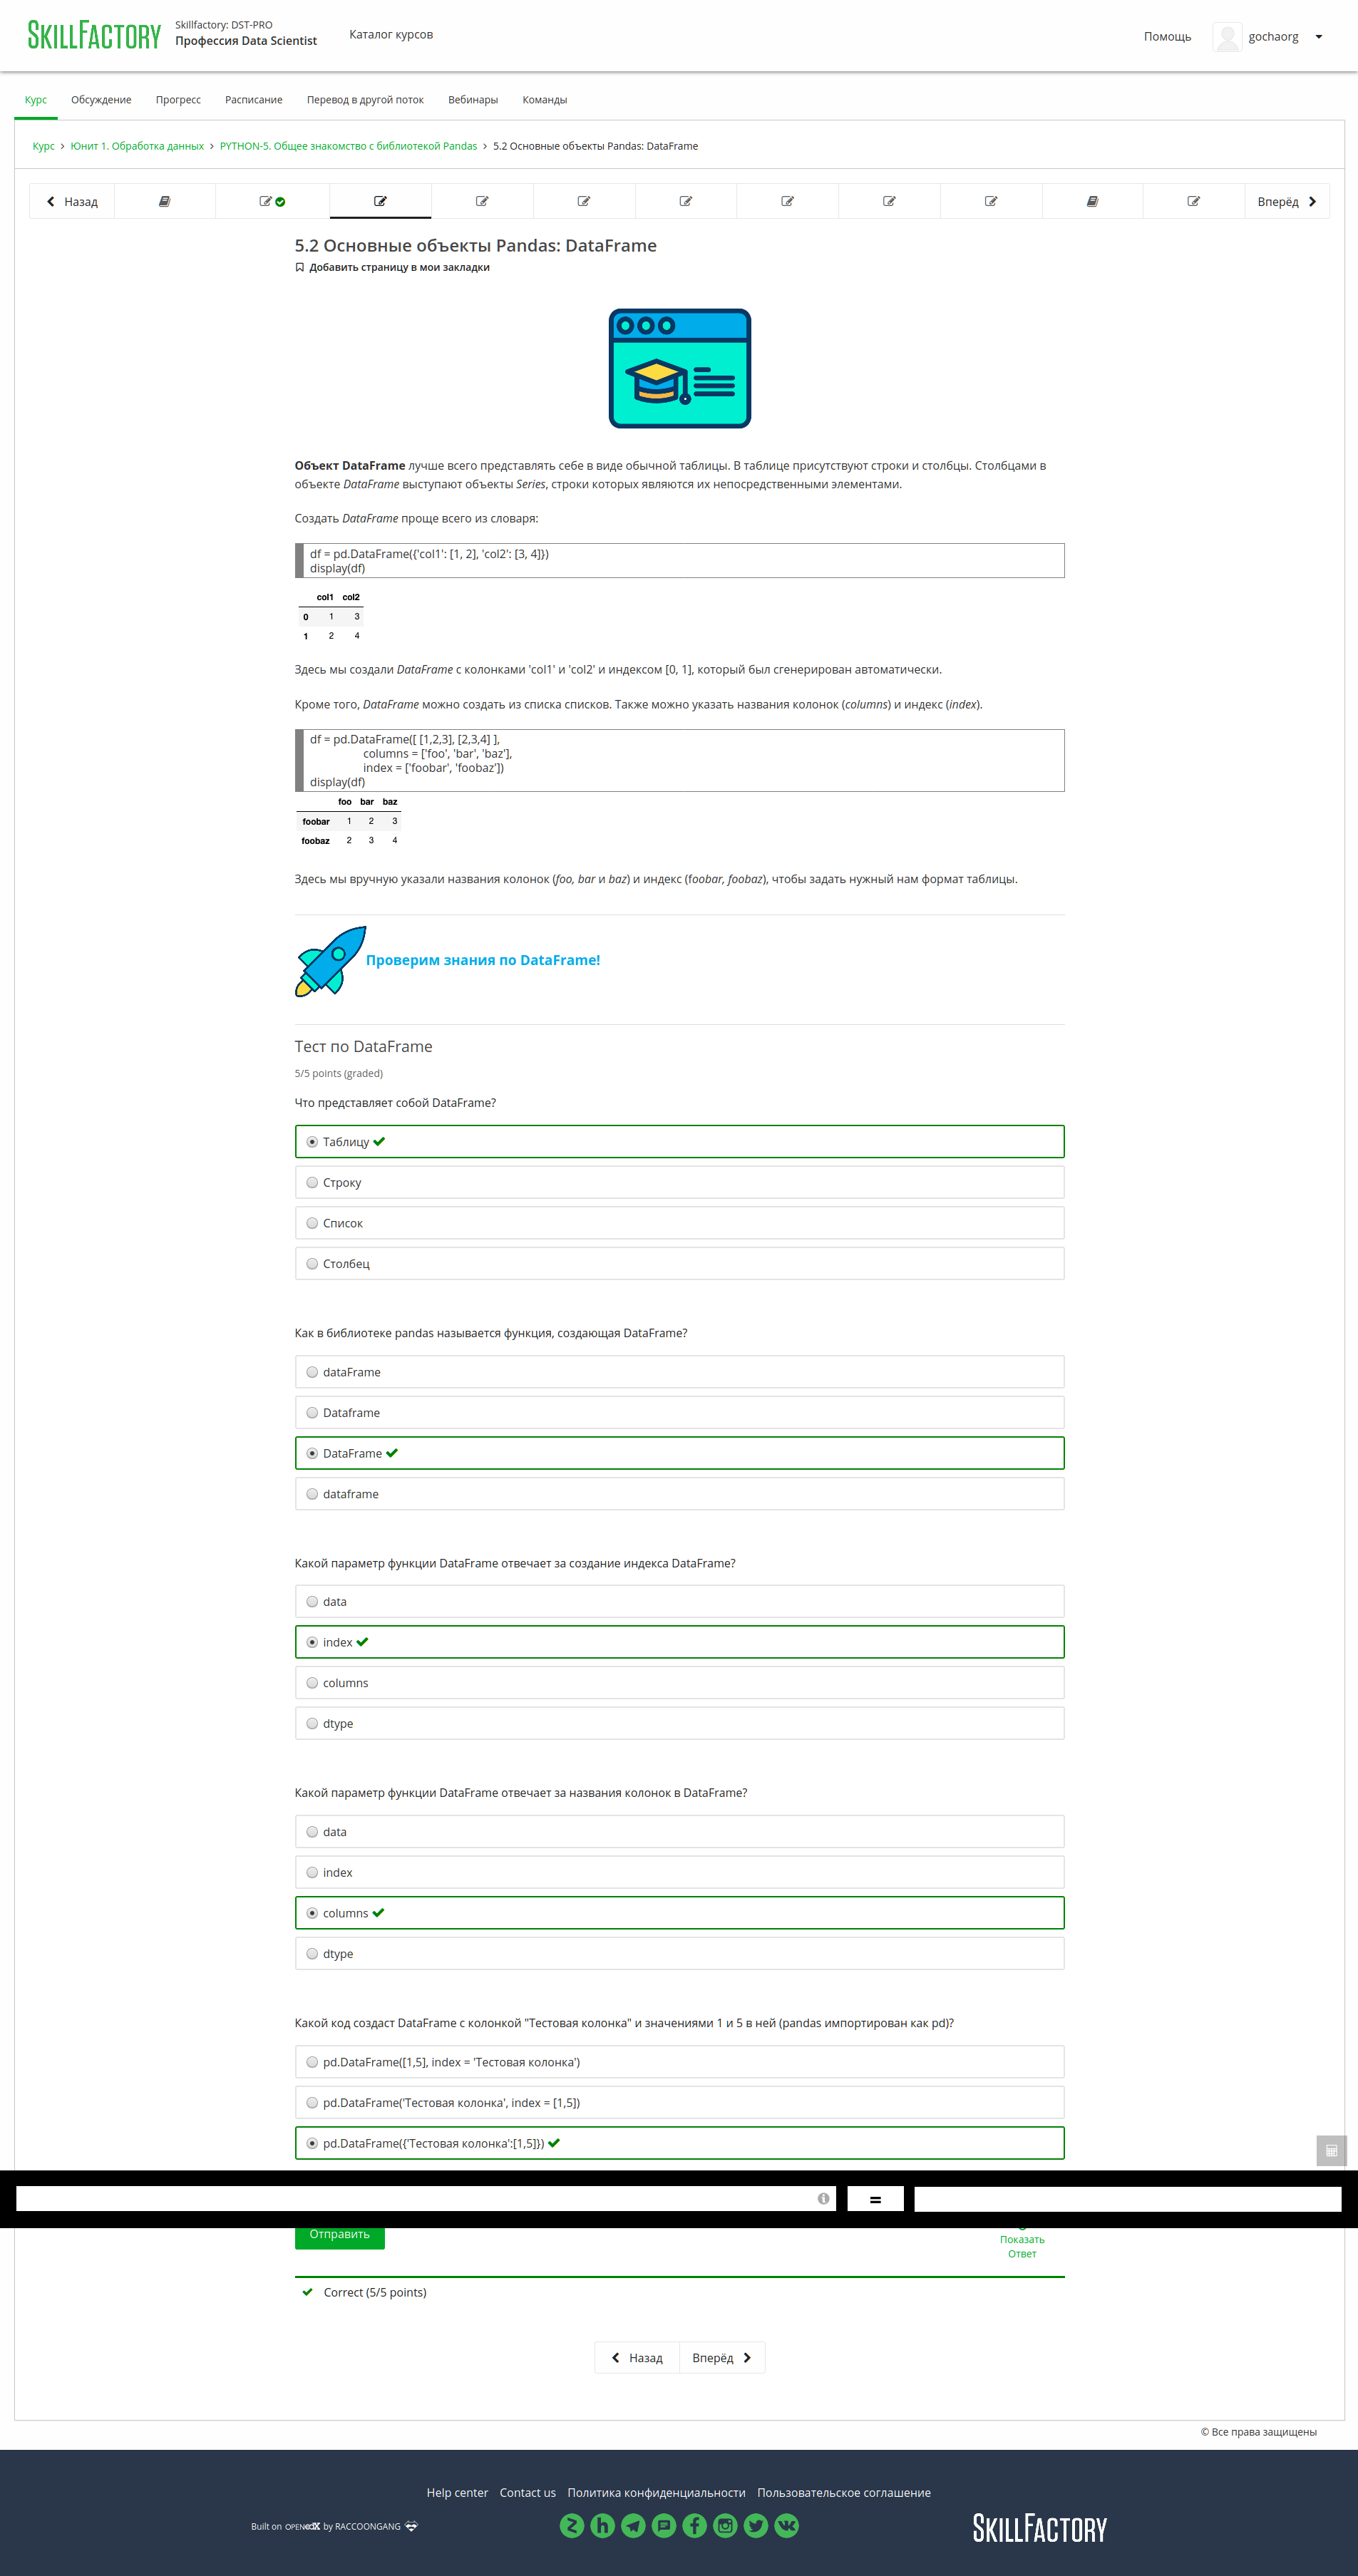 SKILLFACTORY
Skillfactory: DST-PRO
Профессия Data Scientist
Каталог курсов
Помощь
gochaorg
Курс Обсуждение Прогресс Расписание Перевод в другой поток Вебинары Команды
Курс > Юнит 1. Обработка данных > PYTHON-5. Общее знакомство с библиотекой Pandas > 5.2 Основные объекты Pandas: DataFrame
Назад
Вперёд
5.2 Основные объекты Pandas: DataFrame
Добавить страницу в мои закладки
Объект DataFrame лучше всего представлять себе в виде обычной таблицы. В таблице присутствуют строки и столбцы. Столбцами в
объекте DataFrame выступают объекты Series, строки которых являются их непосредственными элементами.
Создать DataFrame проще всего из словаря:
df = pd.DataFrame({'col1': [1, 2], 'col2': [3, 4]})
display(df)
col1 col2
0 1 3
1 2 4
Здесь мы создали DataFrame с колонками 'col1' и 'col2' и индексом [0, 1], который был сгенерирован автоматически.
Кроме того, DataFrame можно создать из списка списков. Также можно указать названия колонок (columns) и индекс (index).
df = pd.DataFrame([ [1,2,3], [2,3,4] ],
columns = ['foo', 'bar', 'baz'],
index = ['foobar', 'foobaz'])
display(df)
foo bar baz
foobar 1 2 3
foobaz 2 3 4
Здесь мы вручную указали названия колонок (foo, bar и baz) и индекс (foobar, foobaz), чтобы задать нужный нам формат таблицы.
Проверим знания по DataFrame!
Тест по DataFrame
5/5 points (graded)
Что представляет собой DataFrame?
Таблицу
Строку
Список
Столбец
Как в библиотеке pandas называется функция, создающая DataFrame?
dataFrame
Dataframe
DataFrame
dataframe
Какой параметр функции DataFrame отвечает за создание индекса DataFrame?
data
index
columns
dtype
Какой параметр функции DataFrame отвечает за названия колонок в DataFrame?
data
index
columns
dtype
Какой код создаст DataFrame с колонкой "Тестовая колонка" и значениями 1 и 5 в ней (pandas импортирован как pd)?
pd.DataFrame([1,5], index = 'Тестовая колонка')
pd.DataFrame('Тестовая колонка', index = [1,5])
pd.DataFrame({'Тестовая колонка':[1,5]})
=
Отправить
Показать
Ответ
Correct (5/5 points)
Назад
Вперёд
© Все права защищены
Help center Contact us Политика конфиденциальности Пользовательское соглашение
Built on OPEN edX by RACCOONGANG
SKILLFACTORY